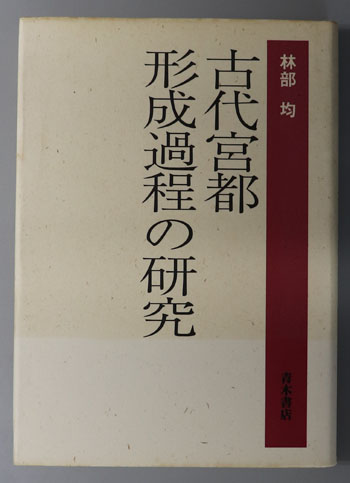 林部 均
古代宮都
形成過程の研究
青木書店